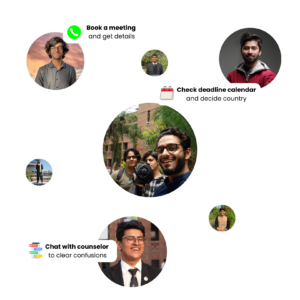 Book a meeting
and get details
Check deadline calendar
and decide country
Chat with counselor
to clear confusions